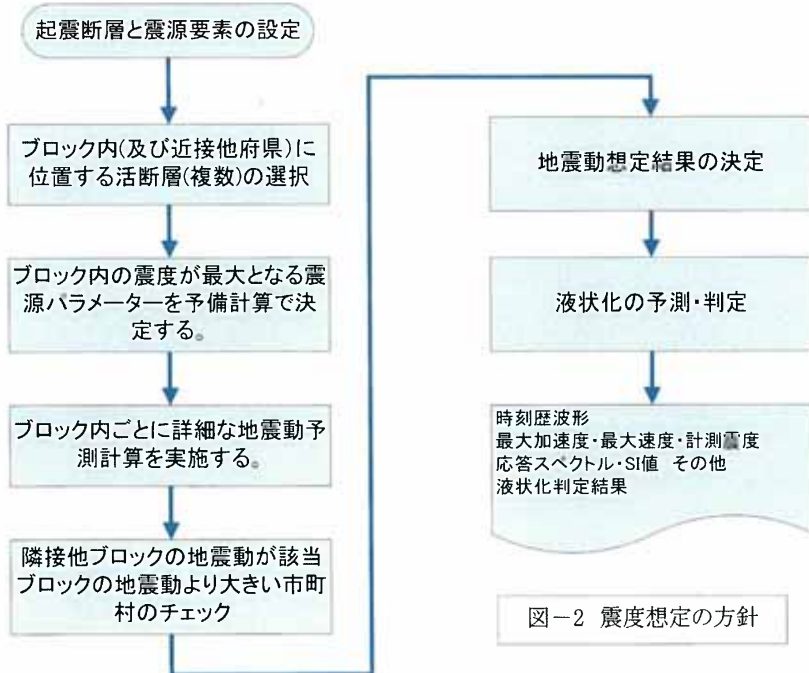 起震断層と震源要素の設定
ブロック内(及び近接他府県)に
位置する活断層(複数)の選択
ブロック内の震度が最大となる震
源パラメーターを予備計算で決
定する。
ブロック内ごとに詳細な地震動予
測計算を実施する。
隣接他ブロックの地震動が該当
ブロックの地震動より大きい市町
村のチェック
地震動想定結果の決定
液状化の予測・判定
時刻歴波形
最大加速度・最大速度・計測震度
応答スペクトル・SI値 その他
液状化判定結果
図－2 震度想定の方針